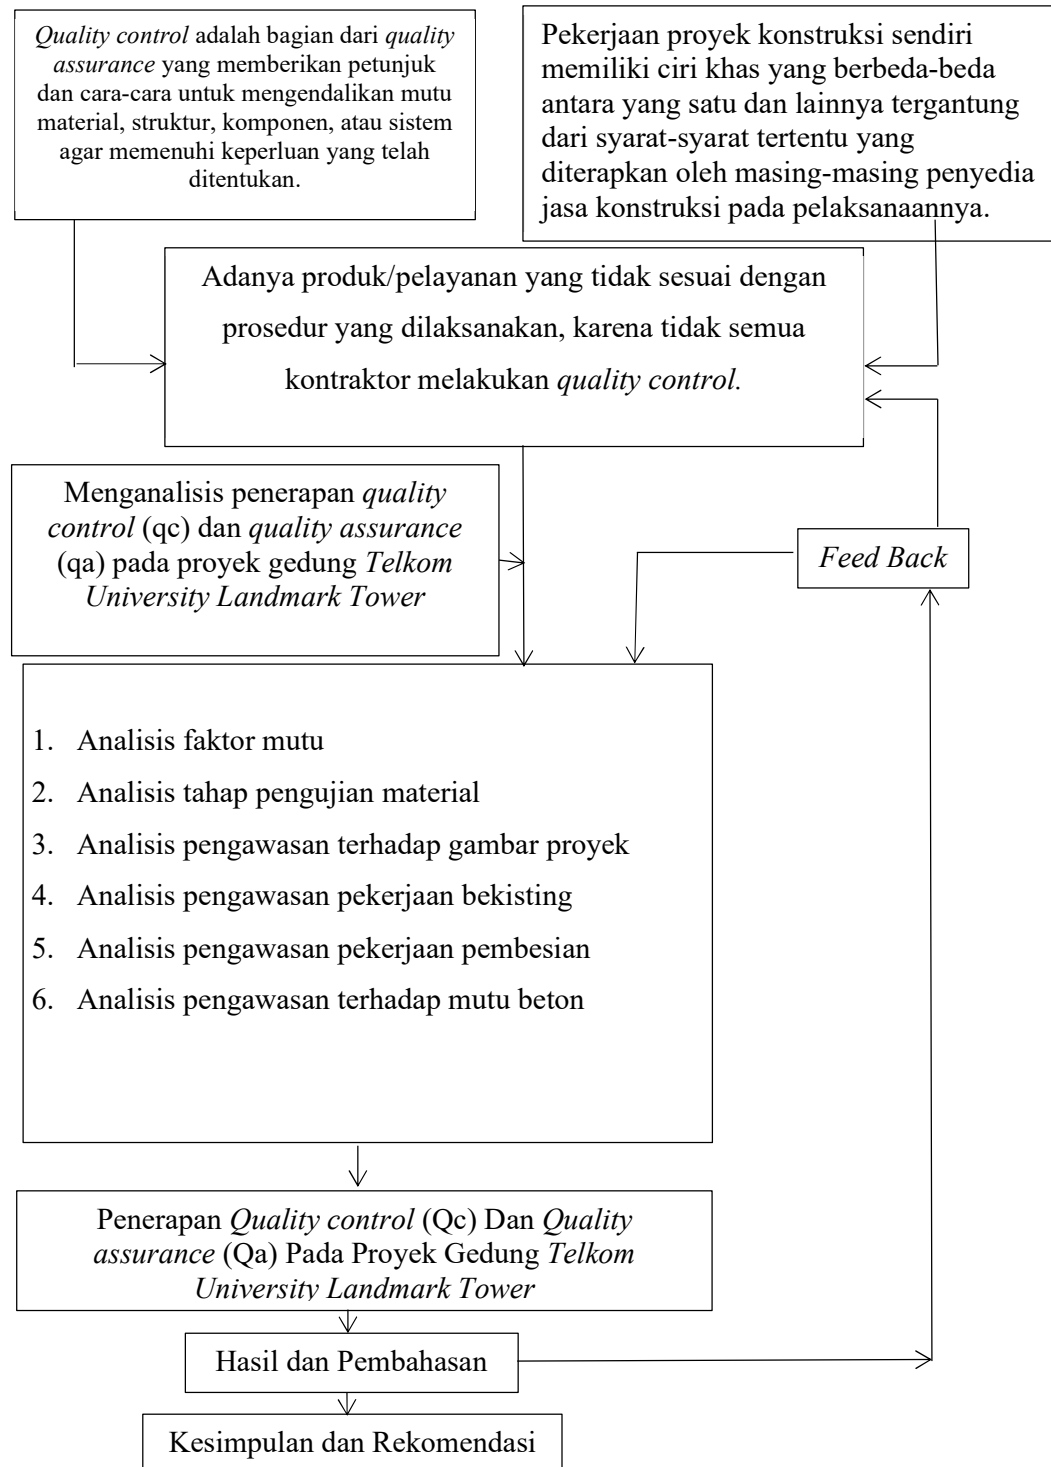 Quality control adalah bagian dari quality
assurance yang memberikan petunjuk
dan cara-cara untuk mengendalikan mutu
material, struktur, komponen, atau sistem
agar memenuhi keperluan yang telah
ditentukan.
Pekerjaan proyek konstruksi sendiri
memiliki ciri khas yang berbeda-beda
antara yang satu dan lainnya tergantung
dari syarat-syarat tertentu yang
diterapkan oleh masing-masing penyedia
jasa konstruksi pada pelaksanaannya.
Adanya produk/pelayanan yang tidak sesuai dengan
prosedur yang dilaksanakan, karena tidak semua
kontraktor melakukan quality control.
Menganalisis penerapan quality
control (qc) dan quality assurance
(qa) pada proyek gedung Telkom
University Landmark Tower
Feed Back
1. Analisis faktor mutu
2. Analisis tahap pengujian material
3. Analisis pengawasan terhadap gambar proyek
4. Analisis pengawasan pekerjaan bekisting
5. Analisis pengawasan pekerjaan pembesian
6. Analisis pengawasan terhadap mutu beton
Penerapan Quality control (Qc) Dan Quality
assurance (Qa) Pada Proyek Gedung Telkom
University Landmark Tower
Hasil dan Pembahasan
Kesimpulan dan Rekomendasi